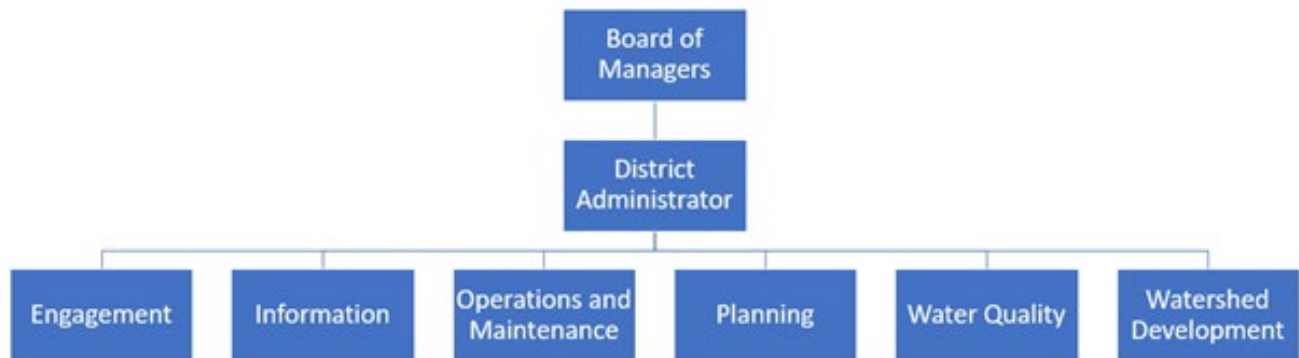 Board of
Managers
District
Administrator
Engagement
Information
Operations and
Maintenance
Planning
Water Quality
Watershed
Development